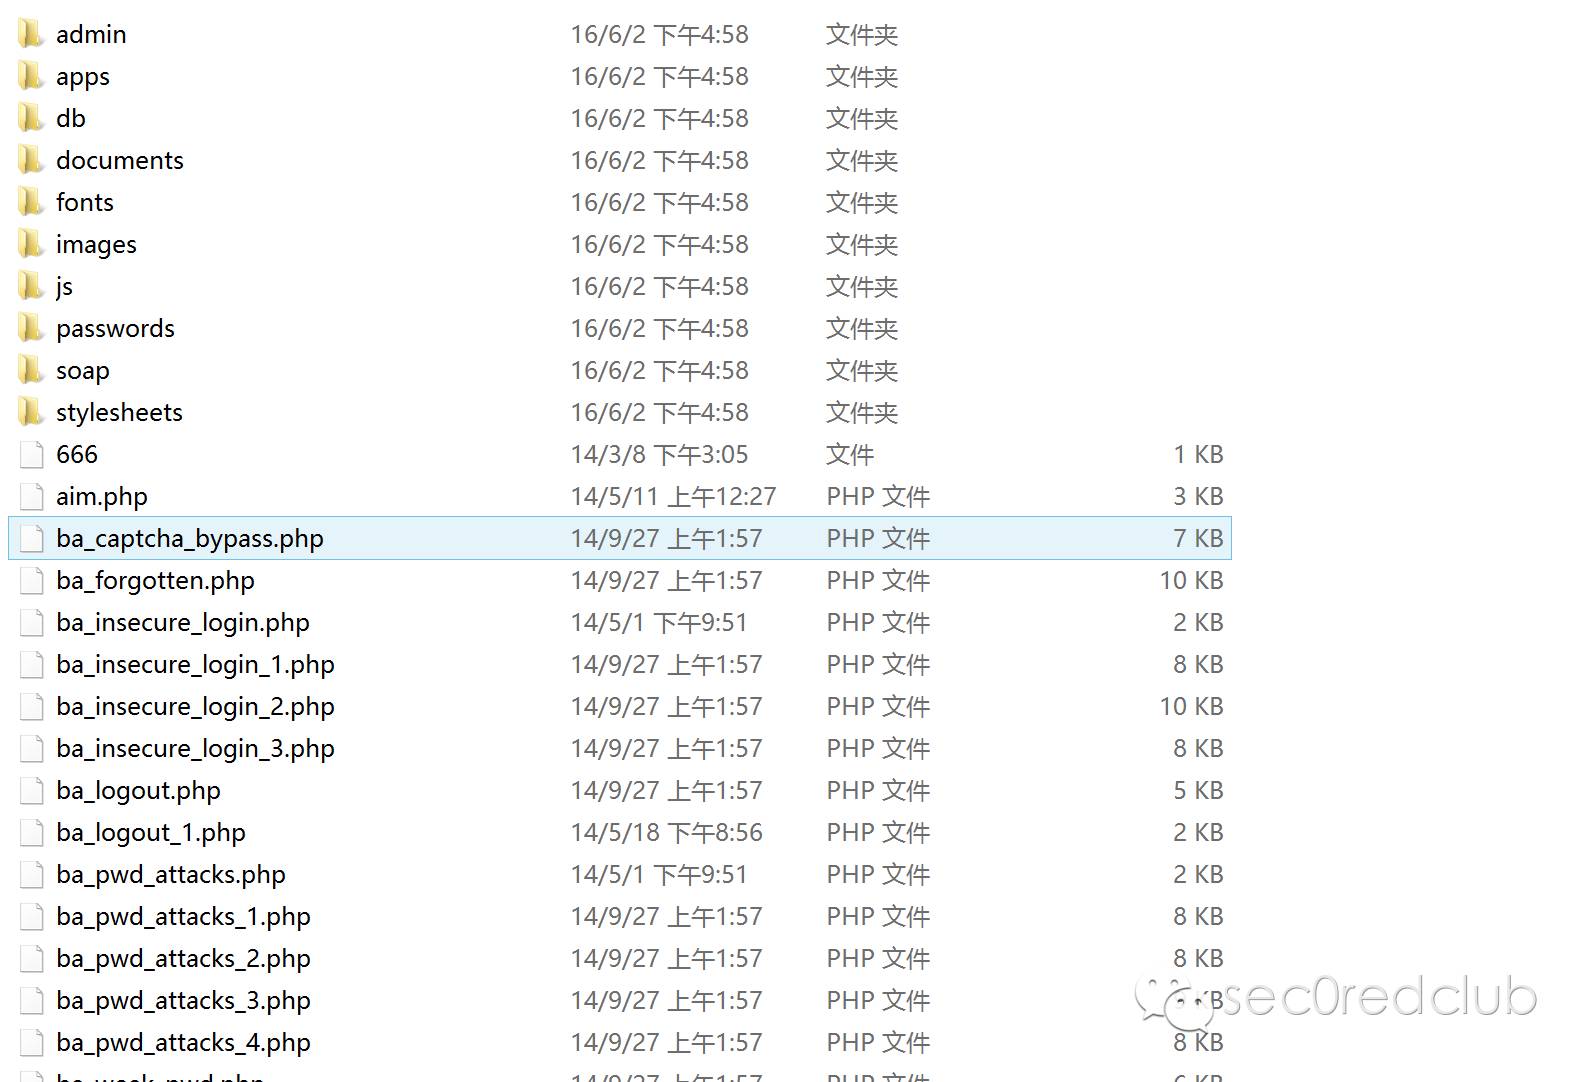 admin 16/6/2 下午4:58 文件夹
apps 16/6/2 下午4:58 文件夹
db 16/6/2 下午4:58 文件夹
documents 16/6/2 下午4:58 文件夹
fonts 16/6/2 下午4:58 文件夹
images 16/6/2 下午4:58 文件夹
js 16/6/2 下午4:58 文件夹
passwords 16/6/2 下午4:58 文件夹
soap 16/6/2 下午4:58 文件夹
stylesheets 16/6/2 下午4:58 文件夹
666 14/3/8 下午3:05 文件 1 KB
aim.php 14/5/11 上午12:27 PHP 文件 3 KB
ba_captcha_bypass.php 14/9/27 上午1:57 PHP 文件 7 KB
ba_forgotten.php 14/9/27 上午1:57 PHP 文件 10 KB
ba_insecure_login.php 14/5/1 下午9:51 PHP 文件 2 KB
ba_insecure_login_1.php 14/9/27 上午1:57 PHP 文件 8 KB
ba_insecure_login_2.php 14/9/27 上午1:57 PHP 文件 10 KB
ba_insecure_login_3.php 14/9/27 上午1:57 PHP 文件 8 KB
ba_logout.php 14/9/27 上午1:57 PHP 文件 5 KB
ba_logout_1.php 14/5/18 下午8:56 PHP 文件 2 KB
ba_pwd_attacks.php 14/5/1 下午9:51 PHP 文件 2 KB
ba_pwd_attacks_1.php 14/9/27 上午1:57 PHP 文件 8 KB
ba_pwd_attacks_2.php 14/9/27 上午1:57 PHP 文件 8 KB
ba_pwd_attacks_3.php 14/9/27 上午1:57 PHP 文件 KB
sec0redclub
ba_pwd_attacks_4.php 14/9/27 上午1:57 PHP 文件 8 KB
ba_weak_pwd.php 14/9/27 上午1:57 PHP 文件 6 KB